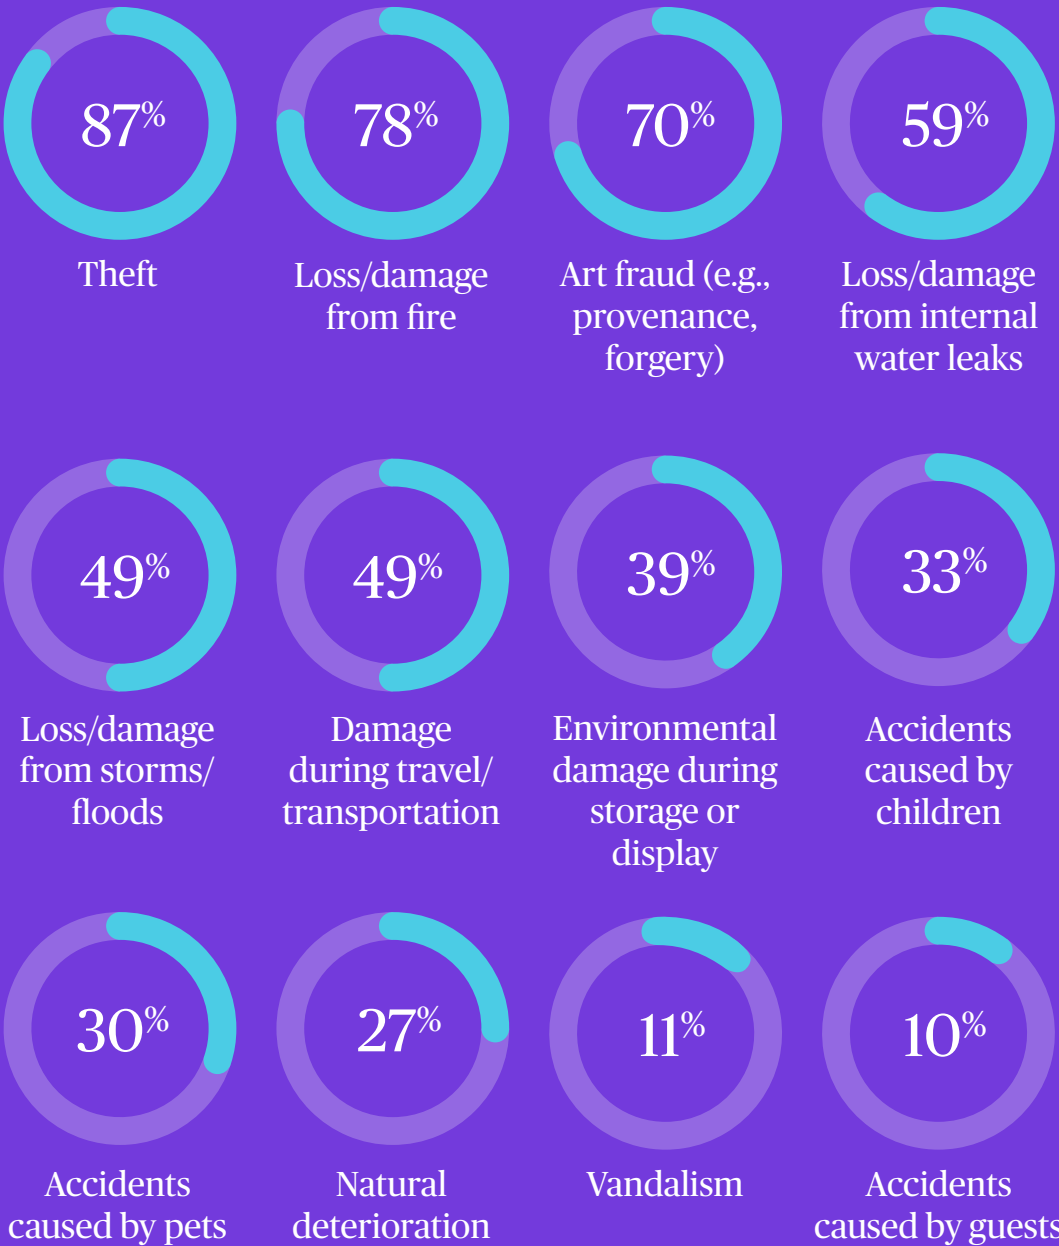 87%
Theft
78%
Loss/damage
from fire
70%
Art fraud (e.g.,
provenance,
forgery)
59%
Loss/damage
from internal
water leaks
49%
Loss/damage
from storms/
floods
49%
Damage
during travel/
transportation
39%
Environmental
damage during
storage or
display
33%
Accidents
caused by
children
30%
Accidents
caused by pets
27%
Natural
deterioration
11%
Vandalism
10%
Accidents
caused by guests